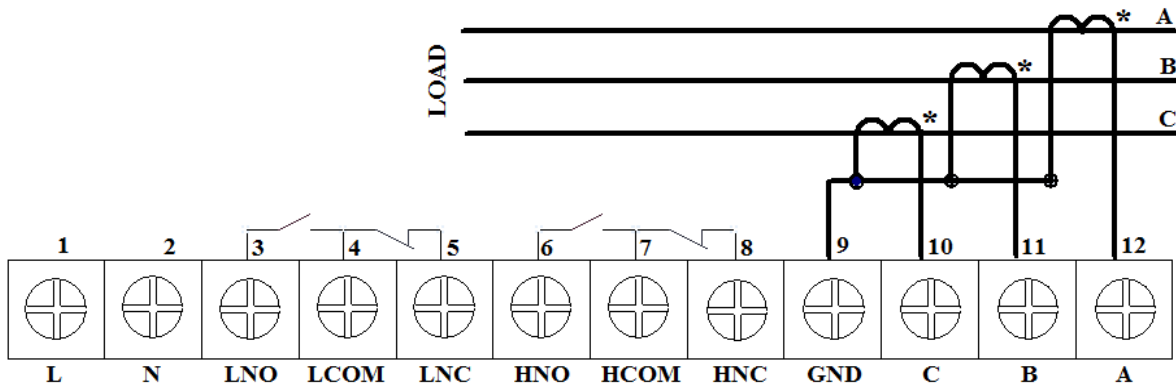 A
*
B
*
LOAD
C
*
1 2 3 4 5 6 7 8 9 10 11 12
L N LNO LCOM LNC HNO HCOM HNC GND C B A